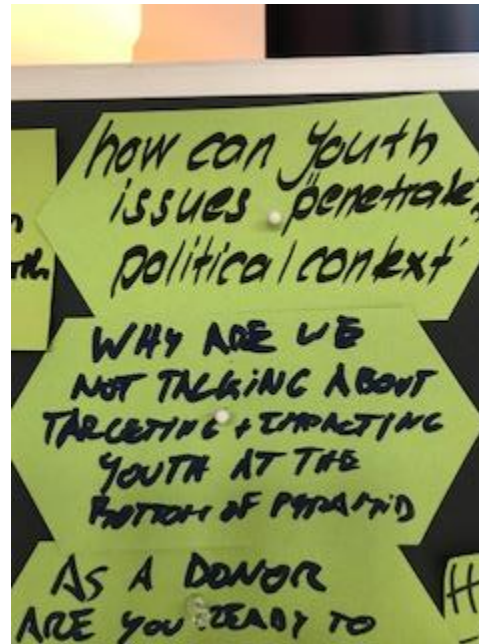 how can youth
issues "penetrate"
political context
WHY ARE WE
NOT TALKING ABOUT
TARGETING + IMPACTING
YOUTH AT THE
BOTTOM OF PYRAMID
AS A DONOR
ARE YOU READY TO